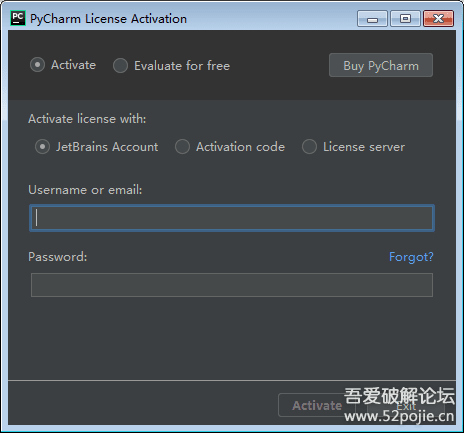 PC PyCharm License Activation
Activate Evaluate for free Buy PyCharm
Activate license with:
JetBrains Account Activation code License server
Username or email:
Password: Forgot?
Activate Exit
吾爱破解论坛
www.52pojie.cn